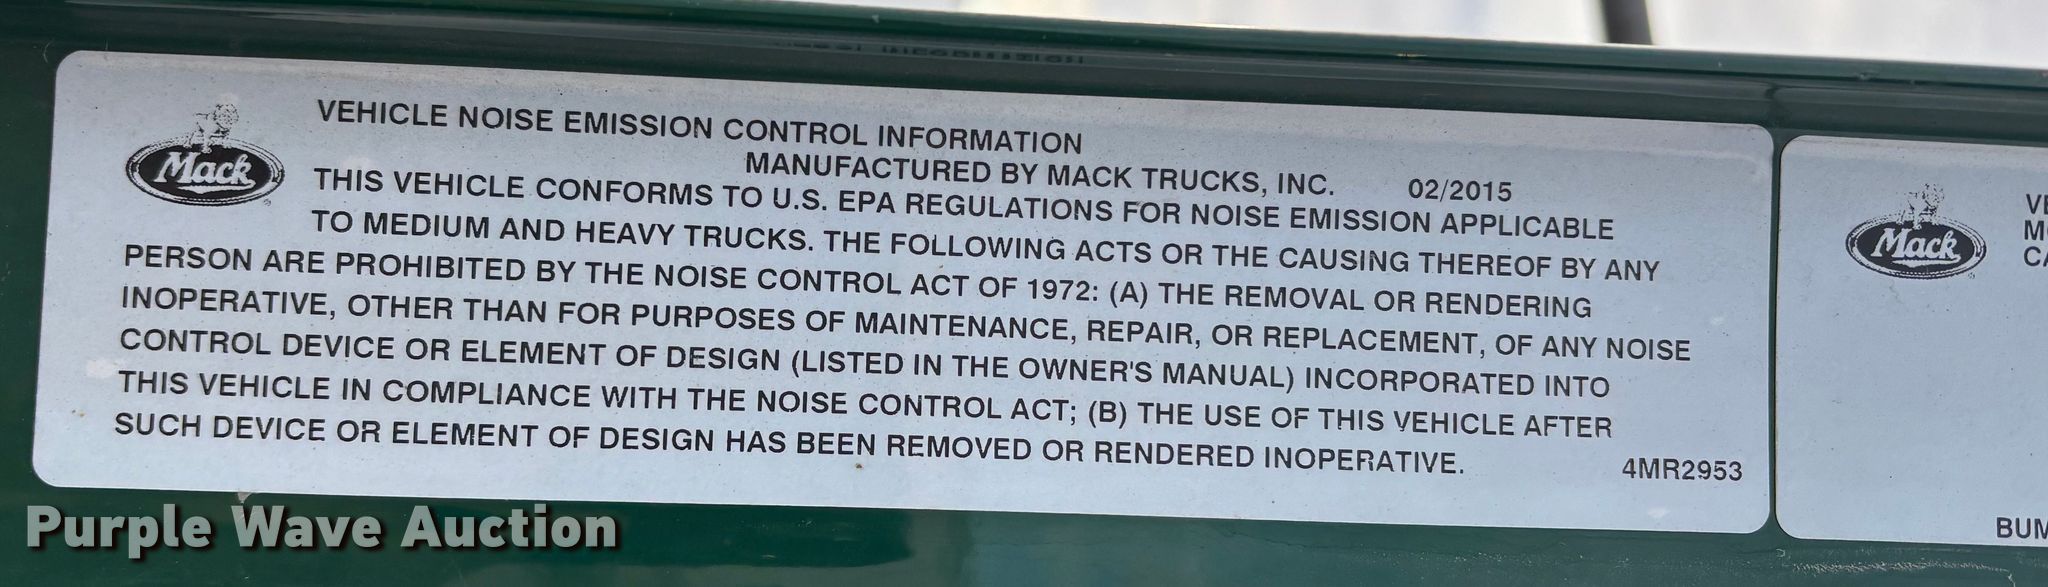 VEHICLE NOISE EMISSION CONTROL INFORMATION
MANUFACTURED BY MACK TRUCKS, INC. 02/2015
Mack
THIS VEHICLE CONFORMS TO U.S. EPA REGULATIONS FOR NOISE EMISSION APPLICABLE
TO MEDIUM AND HEAVY TRUCKS. THE FOLLOWING ACTS OR THE CAUSING THEREOF BY ANY
PERSON ARE PROHIBITED BY THE NOISE CONTROL ACT OF 1972: (A) THE REMOVAL OR RENDERING
INOPERATIVE, OTHER THAN FOR PURPOSES OF MAINTENANCE, REPAIR, OR REPLACEMENT, OF ANY NOISE
CONTROL DEVICE OR ELEMENT OF DESIGN (LISTED IN THE OWNER'S MANUAL) INCORPORATED INTO
THIS VEHICLE IN COMPLIANCE WITH THE NOISE CONTROL ACT; (B) THE USE OF THIS VEHICLE AFTER
SUCH DEVICE OR ELEMENT OF DESIGN HAS BEEN REMOVED OR RENDERED INOPERATIVE.
4MR2953
Mack
Purple Wave Auction